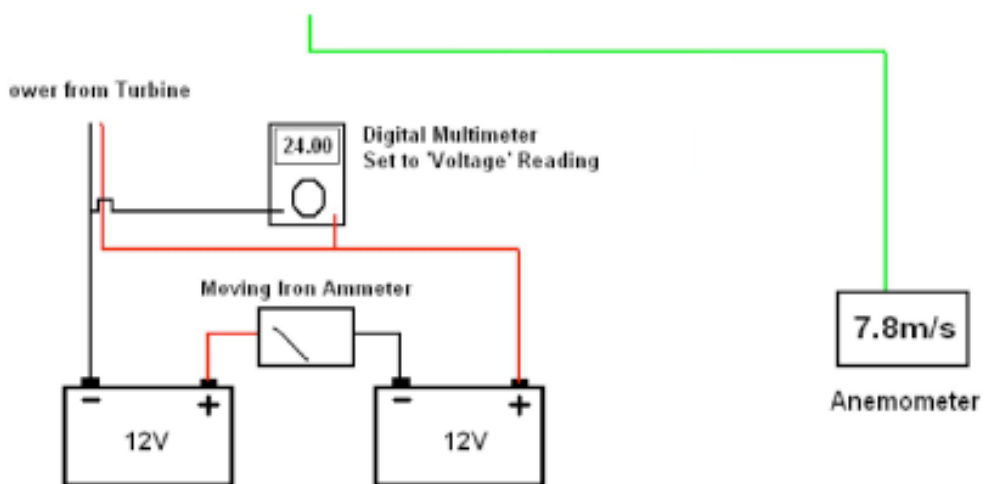 ower from Turbine
24.00
Digital Multimeter
Set to 'Voltage' Reading
Moving Iron Ammeter
7.8m/s
Anemometer
- +
12V
- +
12V